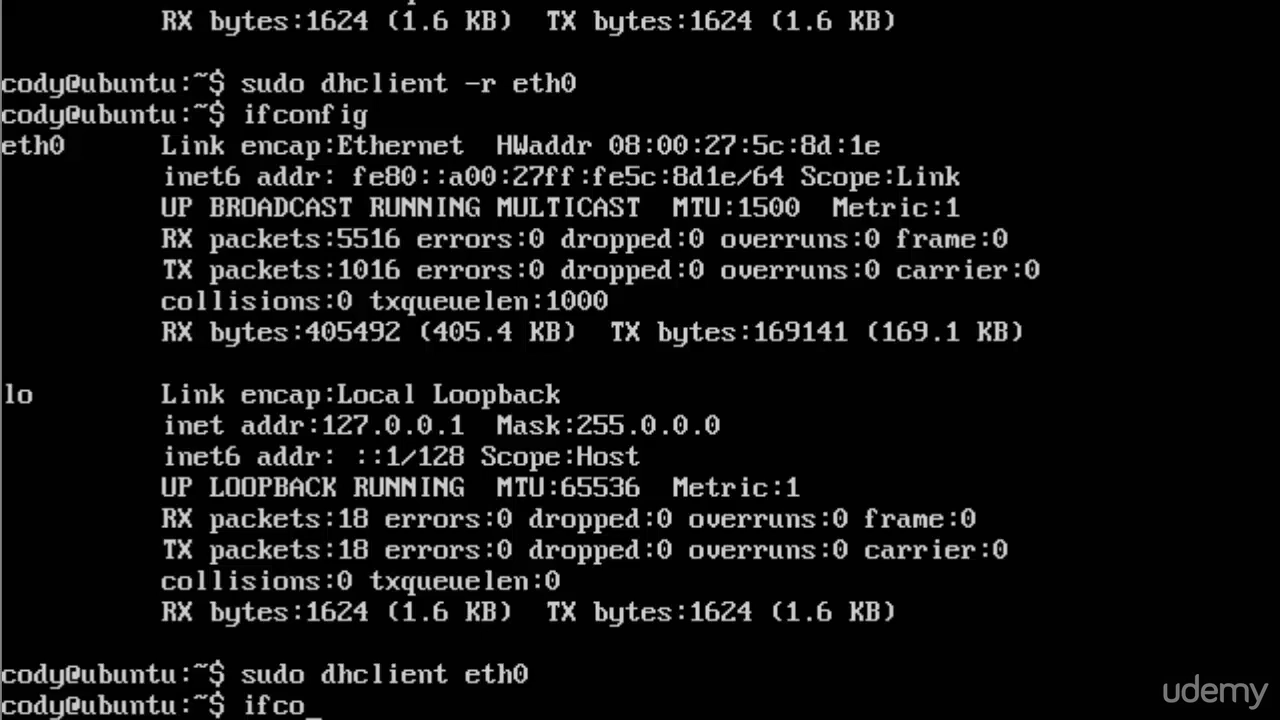 RX bytes:1624 (1.6 KB)  TX bytes:1624 (1.6 KB)
cody@ubuntu:~$ sudo dhclient -r eth0
cody@ubuntu:~$ ifconfig
eth0      Link encap:Ethernet  HWaddr 08:00:27:5c:8d:1e
          inet6 addr: fe80::a00:27ff:fe5c:8d1e/64 Scope:Link
          UP BROADCAST RUNNING MULTICAST  MTU:1500  Metric:1
          RX packets:5516 errors:0 dropped:0 overruns:0 frame:0
          TX packets:1016 errors:0 dropped:0 overruns:0 carrier:0
          collisions:0 txqueuelen:1000
          RX bytes:405492 (405.4 KB)  TX bytes:169141 (169.1 KB)
lo        Link encap:Local Loopback
          inet addr:127.0.0.1  Mask:255.0.0.0
          inet6 addr: ::1/128 Scope:Host
          UP LOOPBACK RUNNING  MTU:65536  Metric:1
          RX packets:18 errors:0 dropped:0 overruns:0 frame:0
          TX packets:18 errors:0 dropped:0 overruns:0 carrier:0
          collisions:0 txqueuelen:0
          RX bytes:1624 (1.6 KB)  TX bytes:1624 (1.6 KB)
cody@ubuntu:~$ sudo dhclient eth0
cody@ubuntu:~$ ifco_
udemy